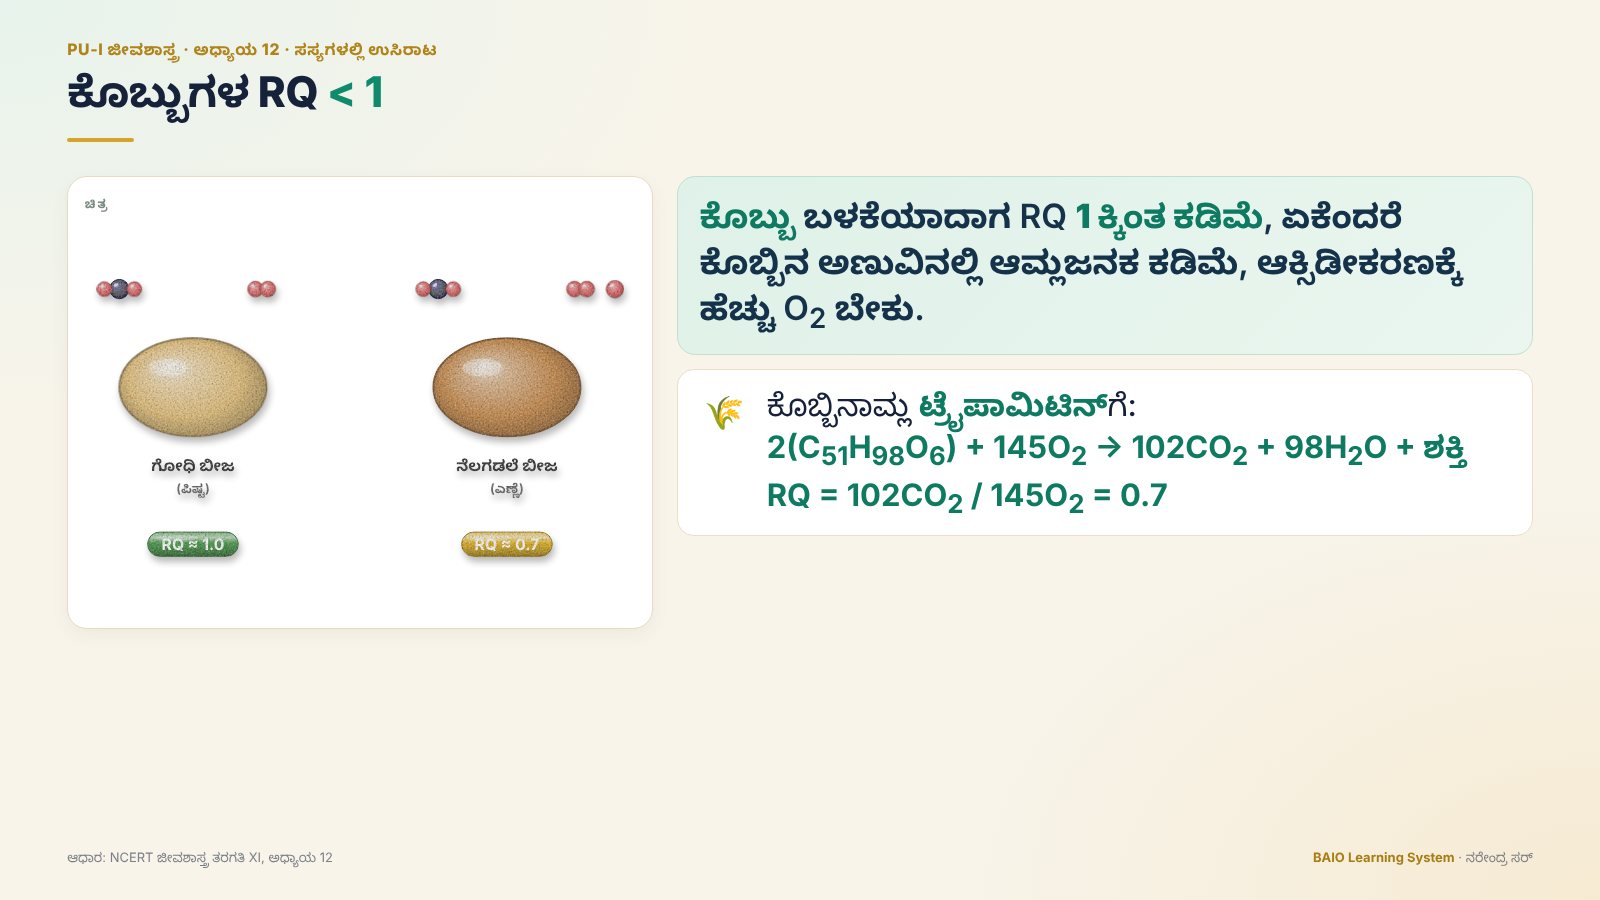 PU-I ಜೀವಶಾಸ್ತ್ರ · ಅಧ್ಯಾಯ 12 · ಸಸ್ಯಗಳಲ್ಲಿ ಉಸಿರಾಟ
ಕೊಬ್ಬುಗಳ RQ < 1
ಚಿತ್ರ
ಗೋಧಿ ಬೀಜ
(ಪಿಷ್ಟ)
RQ ≈ 1.0
ನೆಲಗಡಲೆ ಬೀಜ
(ಎಣ್ಣೆ)
RQ ≈ 0.7
ಕೊಬ್ಬು ಬಳಕೆಯಾದಾಗ RQ 1 ಕ್ಕಿಂತ ಕಡಿಮೆ, ಏಕೆಂದರೆ
ಕೊಬ್ಬಿನ ಅಣುವಿನಲ್ಲಿ ಆಮ್ಲಜನಕ ಕಡಿಮೆ, ಆಕ್ಸಿಡೀಕರಣಕ್ಕೆ
ಹೆಚ್ಚು O₂ ಬೇಕು.
ಕೊಬ್ಬಿನಾಮ್ಲ ಟ್ರೈಪಾಮಿಟಿನ್‌ಗೆ:
2(C₅₁H₉₈O₆) + 145O₂ → 102CO₂ + 98H₂O + ಶಕ್ತಿ
RQ = 102CO₂ / 145O₂ = 0.7
ಆಧಾರ: NCERT ಜೀವಶಾಸ್ತ್ರ ತರಗತಿ XI, ಅಧ್ಯಾಯ 12
BAIO Learning System · ನರೇಂದ್ರ ಸರ್